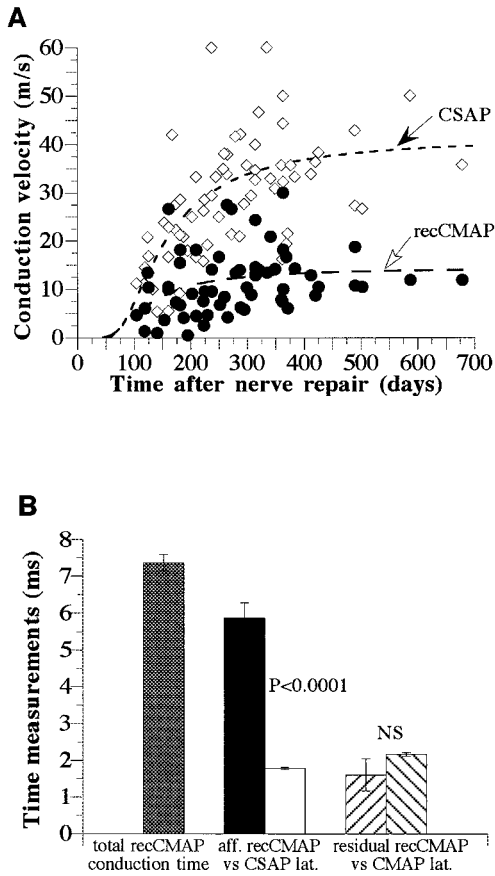 A
Conduction velocity (m/s)
60
50
40
30
20
10
0
CSAP
recCMAP
0 100 200 300 400 500 600 700
Time after nerve repair (days)
B
Time measurements (ms)
8
7
6
5
4
3
2
1
0
P<0.0001
NS
total recCMAP conduction time
aff. recCMAP vs CSAP lat.
residual recCMAP vs CMAP lat.